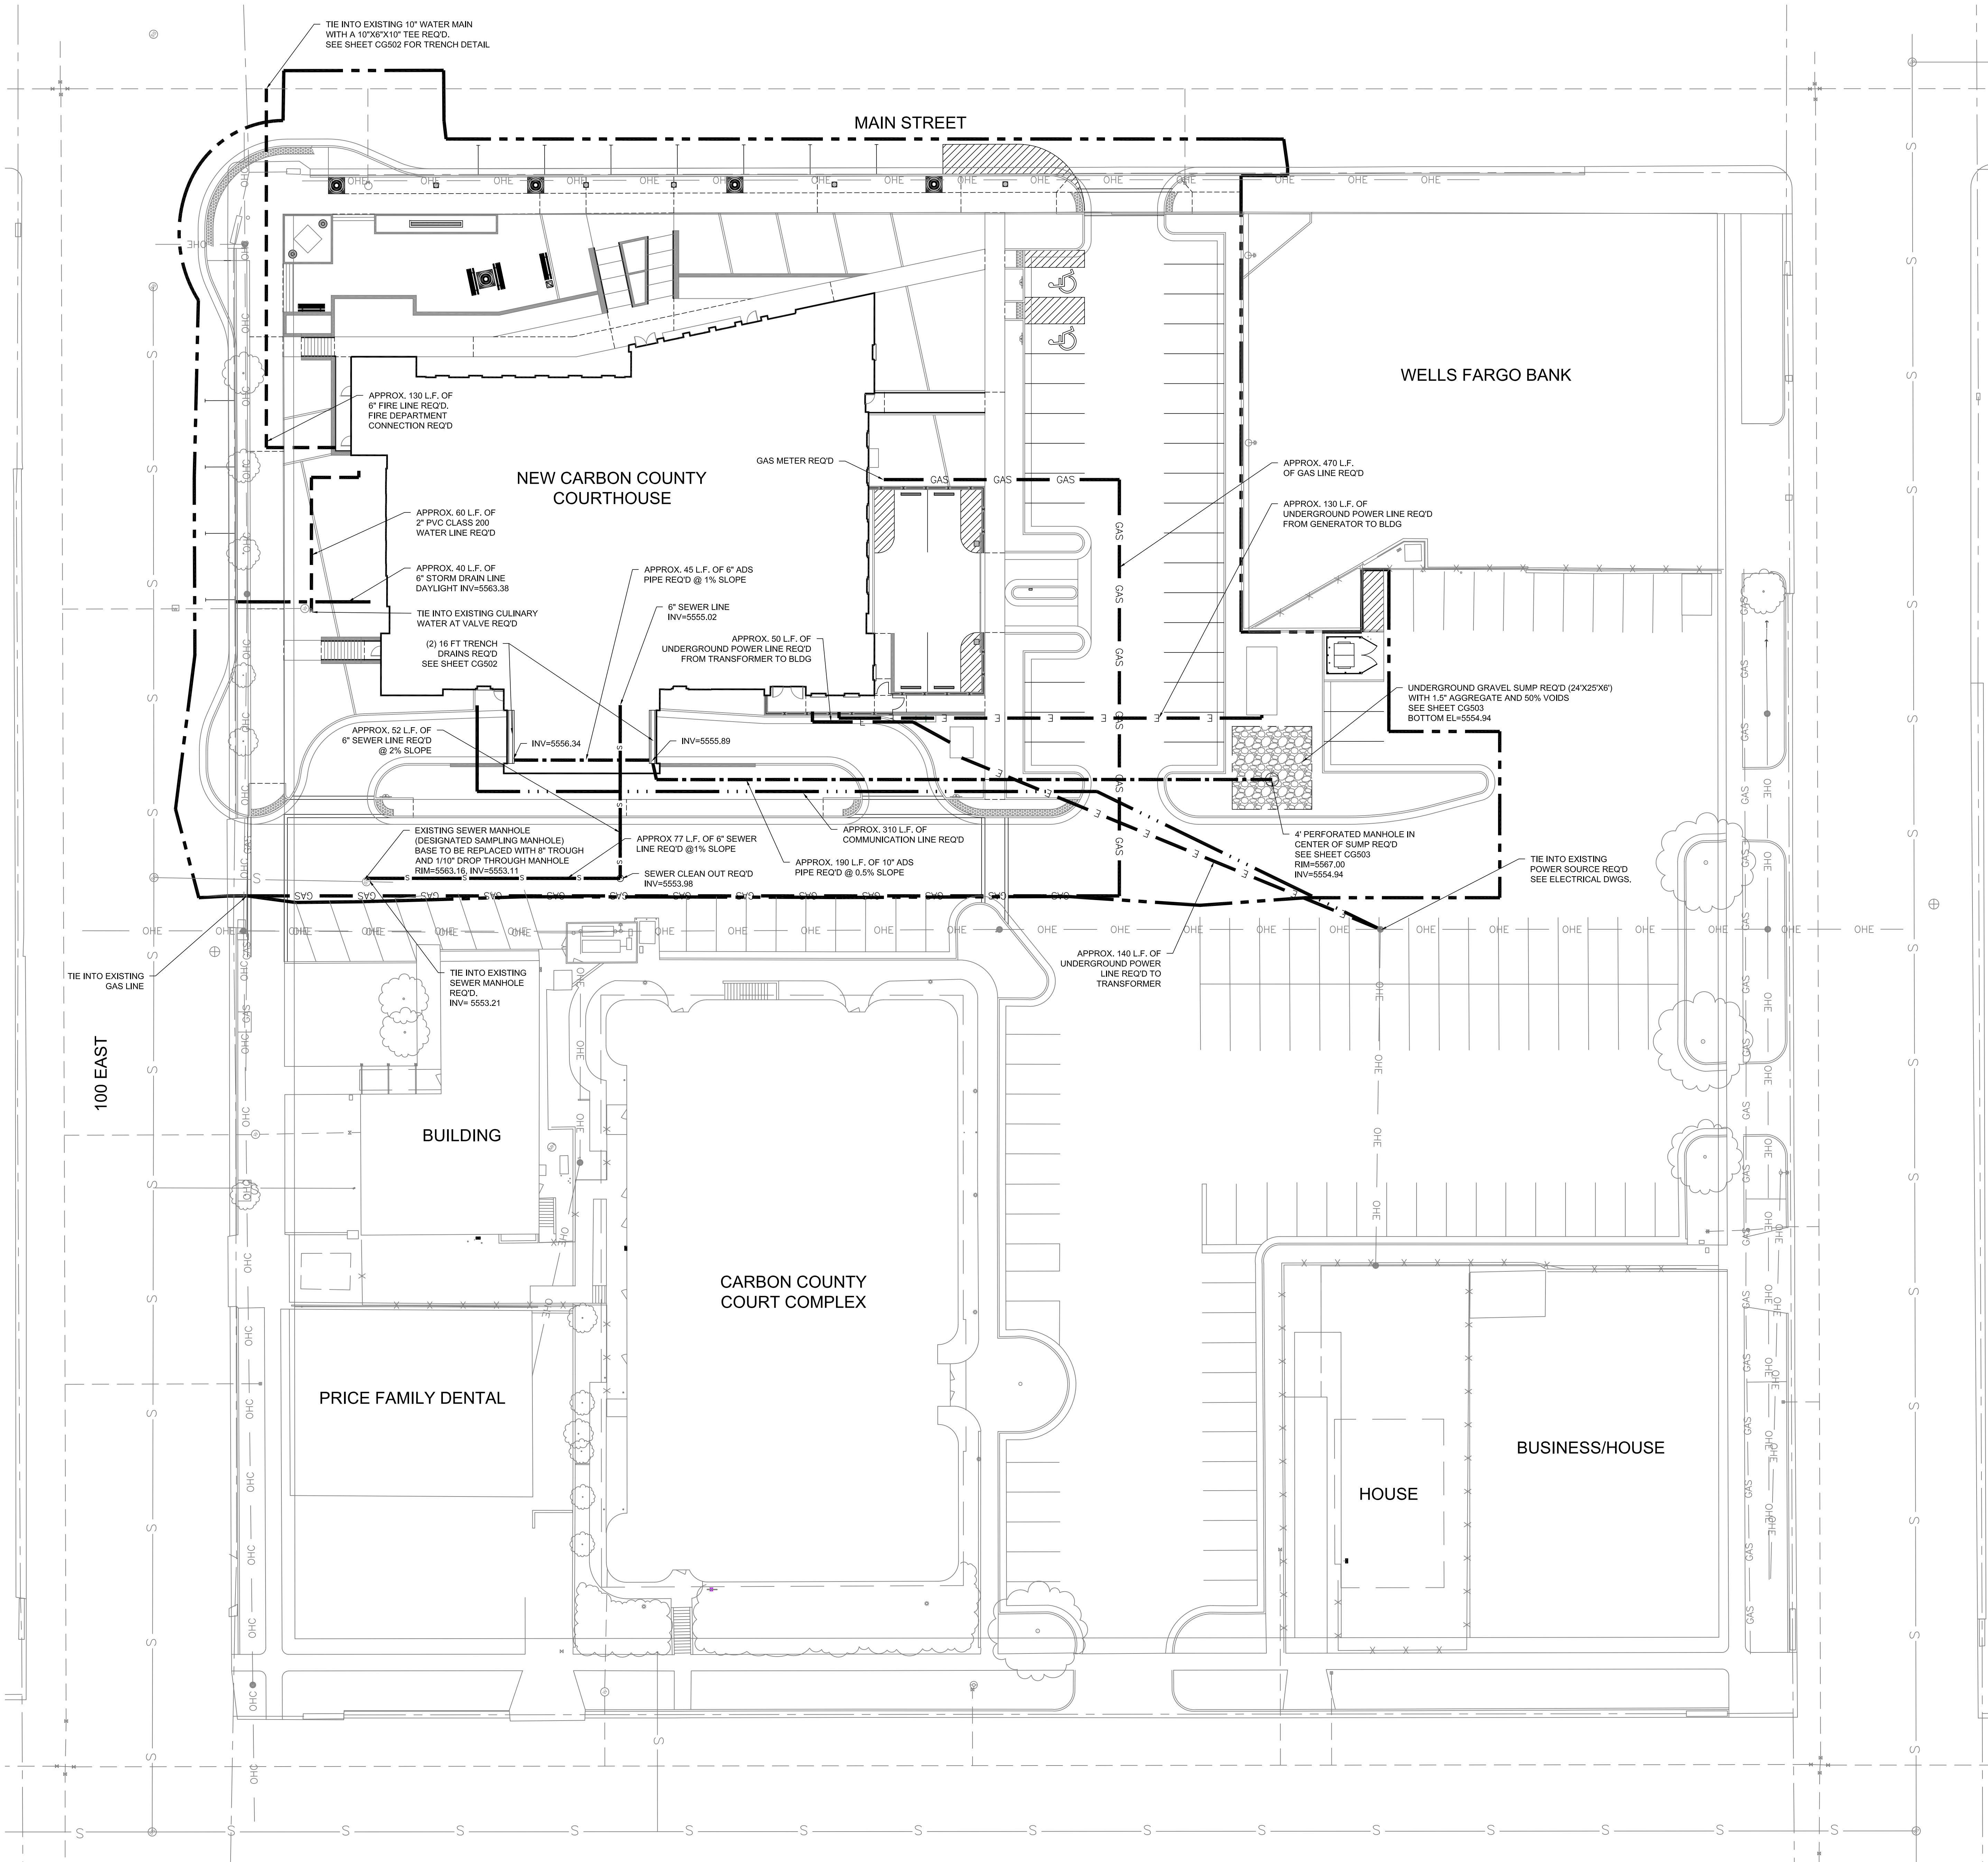 TIE INTO EXISTING 10" WATER MAIN
WITH A 10"X6"X10" TEE REQ'D.
SEE SHEET CG502 FOR TRENCH DETAIL
MAIN STREET
WELLS FARGO BANK
APPROX. 130 L.F. OF
6" FIRE LINE REQ'D.
FIRE DEPARTMENT
CONNECTION REQ'D
NEW CARBON COUNTY
COURTHOUSE
GAS METER REQ'D
APPROX. 470 L.F.
OF GAS LINE REQ'D
APPROX. 130 L.F. OF
UNDERGROUND POWER LINE REQ'D
FROM GENERATOR TO BLDG
APPROX. 60 L.F. OF
2" PVC CLASS 200
WATER LINE REQ'D
APPROX. 40 L.F. OF
6" STORM DRAIN LINE
DAYLIGHT INV=5563.38
TIE INTO EXISTING CULINARY
WATER AT VALVE REQ'D
(2) 16 FT TRENCH
DRAINS REQ'D
SEE SHEET CG502
APPROX. 45 L.F. OF 6" ADS
PIPE REQ'D @ 1% SLOPE
6" SEWER LINE
INV=5555.02
APPROX. 50 L.F. OF
UNDERGROUND POWER LINE REQ'D
FROM TRANSFORMER TO BLDG
UNDERGROUND GRAVEL SUMP REQ'D (24'X25'X6')
WITH 1.5" AGGREGATE AND 50% VOIDS
SEE SHEET CG503
BOTTOM EL=5554.94
APPROX. 52 L.F. OF
6" SEWER LINE REQ'D
@ 2% SLOPE
INV=5556.34
INV=5555.89
EXISTING SEWER MANHOLE
(DESIGNATED SAMPLING MANHOLE)
BASE TO BE REPLACED WITH 8" TROUGH
AND 1/10" DROP THROUGH MANHOLE
RIM=5563.16, INV=5553.11
APPROX 77 L.F. OF 6" SEWER
LINE REQ'D @1% SLOPE
SEWER CLEAN OUT REQ'D
INV=5553.98
APPROX. 310 L.F. OF
COMMUNICATION LINE REQ'D
APPROX. 190 L.F. OF 10" ADS
PIPE REQ'D @ 0.5% SLOPE
4' PERFORATED MANHOLE IN
CENTER OF SUMP REQ'D
SEE SHEET CG503
RIM=5567.00
INV=5554.94
TIE INTO EXISTING
POWER SOURCE REQ'D
SEE ELECTRICAL DWGS.
TIE INTO EXISTING
GAS LINE
TIE INTO EXISTING
SEWER MANHOLE
REQ'D.
INV= 5553.21
APPROX. 140 L.F. OF
UNDERGROUND POWER
LINE REQ'D TO
TRANSFORMER
100 EAST
BUILDING
CARBON COUNTY
COURT COMPLEX
PRICE FAMILY DENTAL
HOUSE
BUSINESS/HOUSE
GAS
GAS
GAS
OHE
OHC
S
E